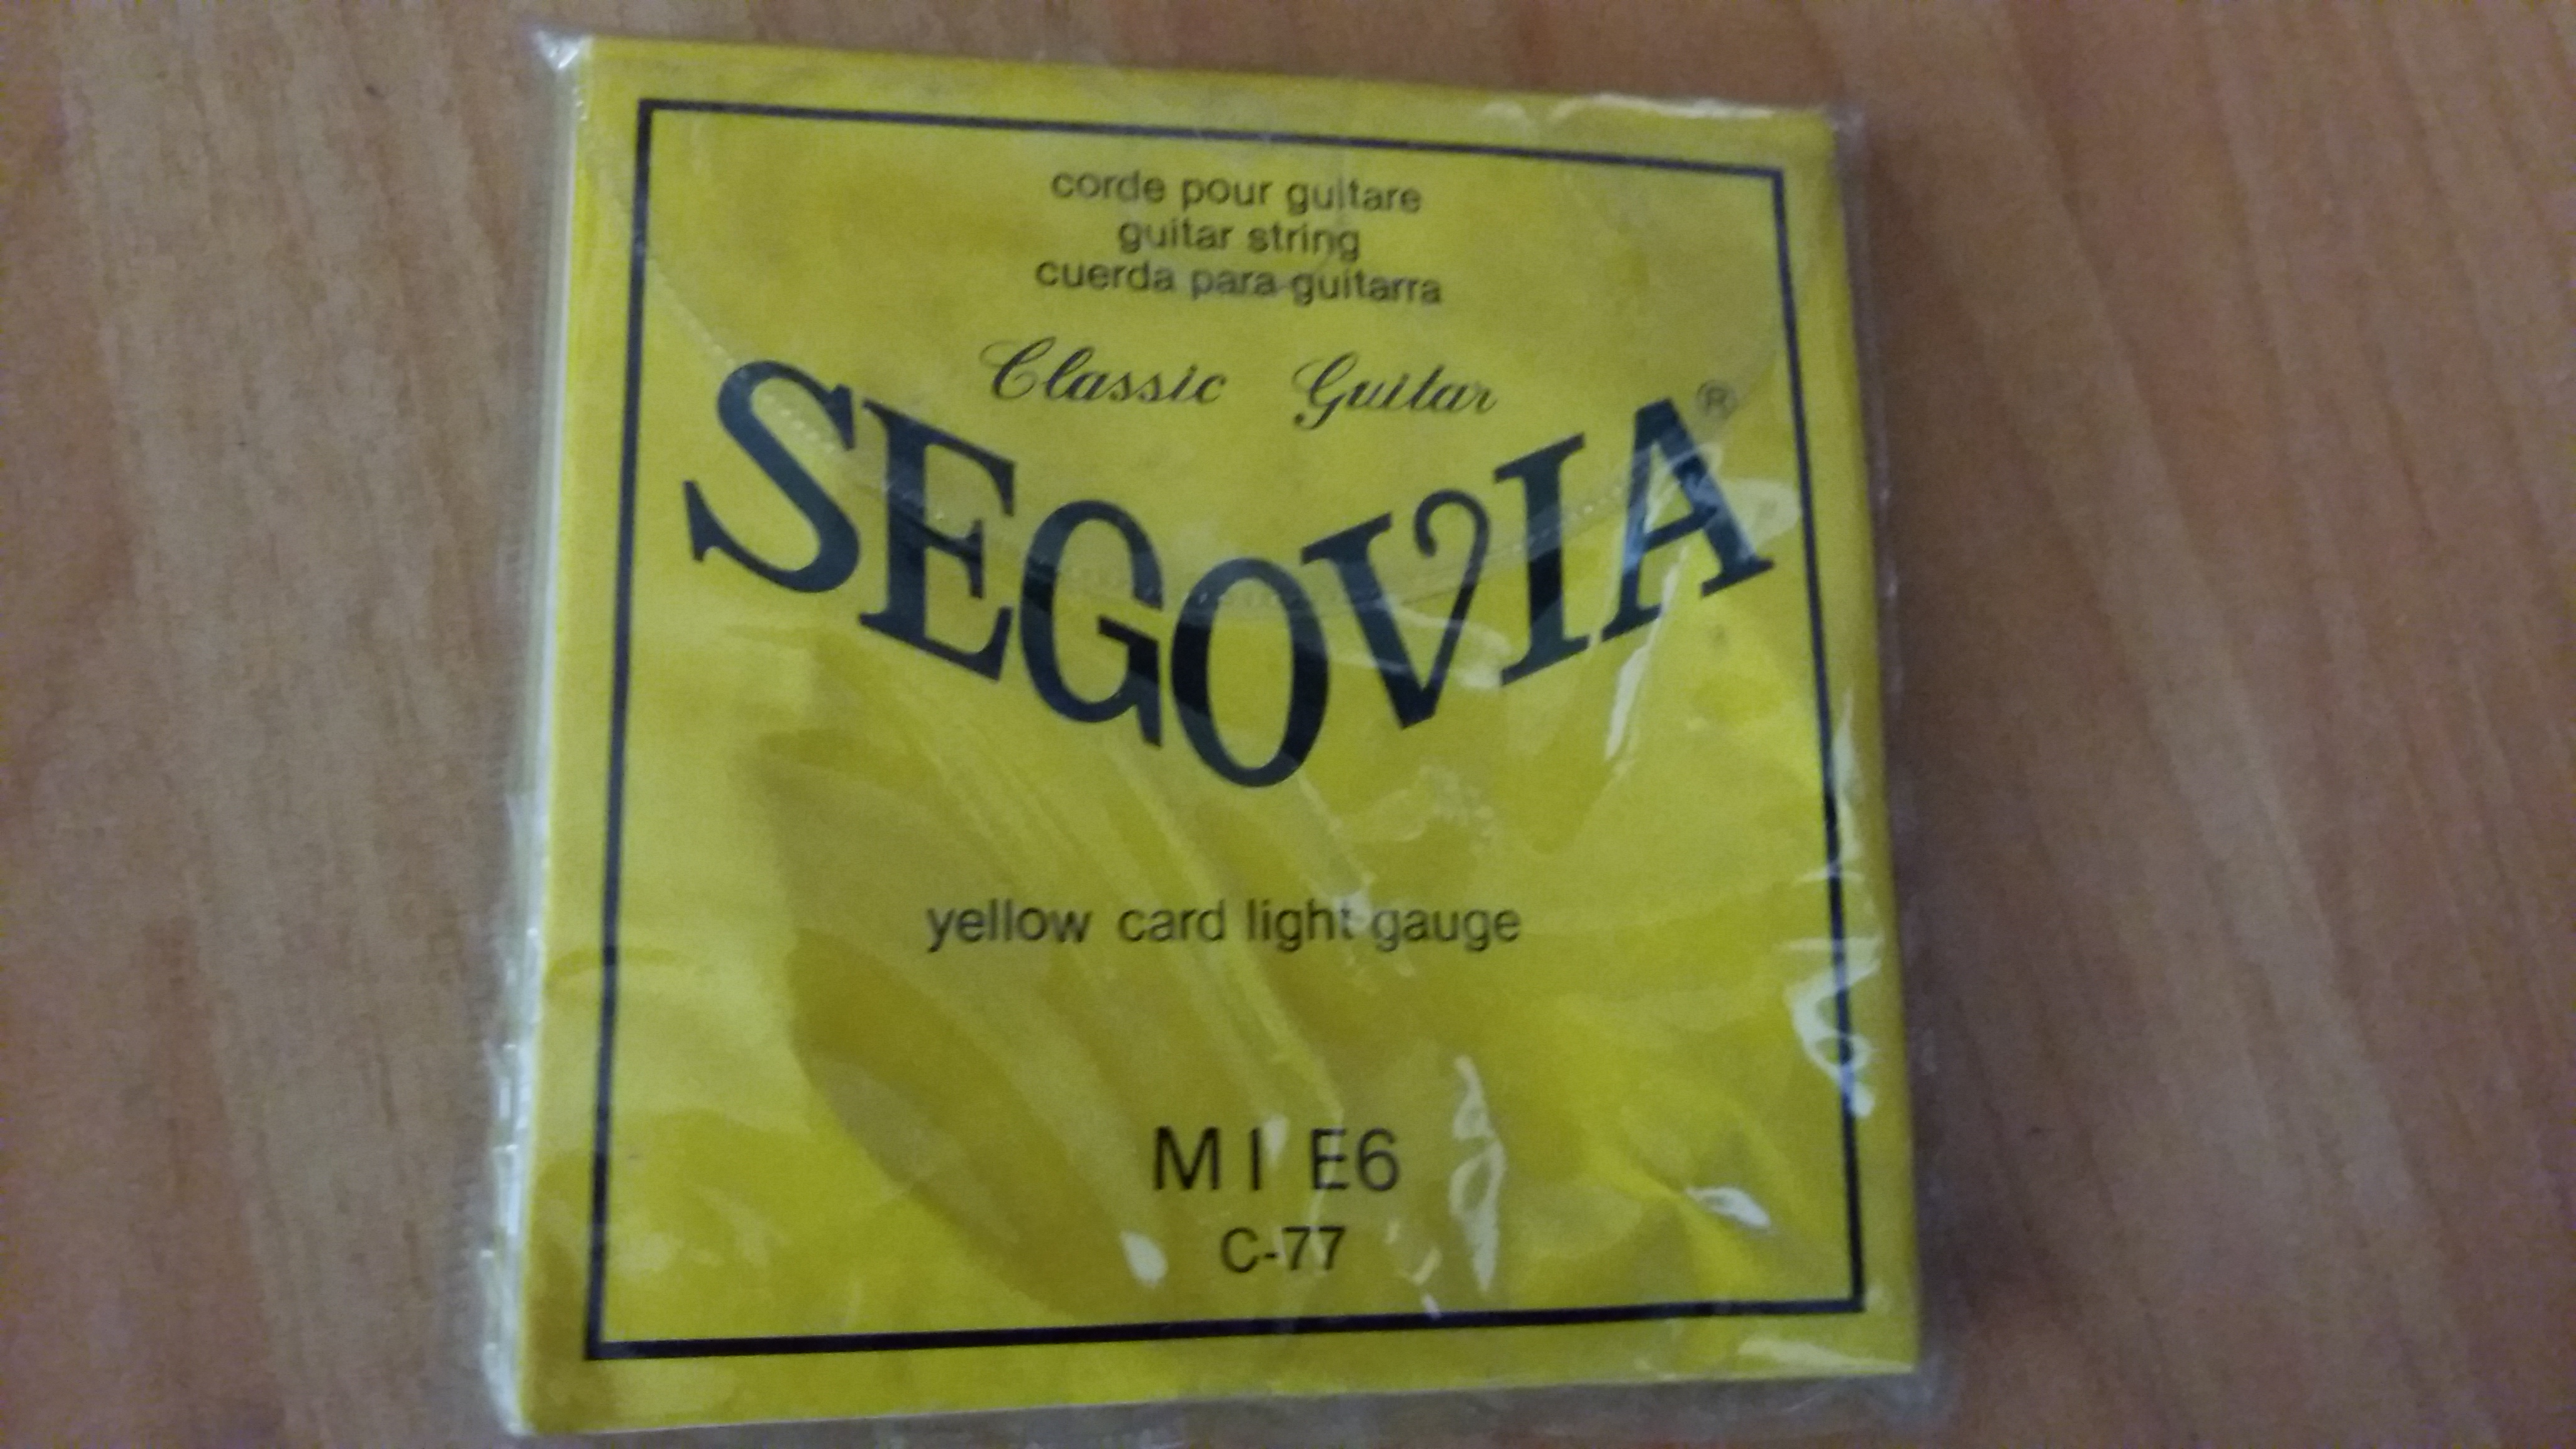 corde pour guitare
guitar string
cuerda para guitarra
Classic Guitar
SEGOVIA®
yellow card light gauge
MI E6
C-77